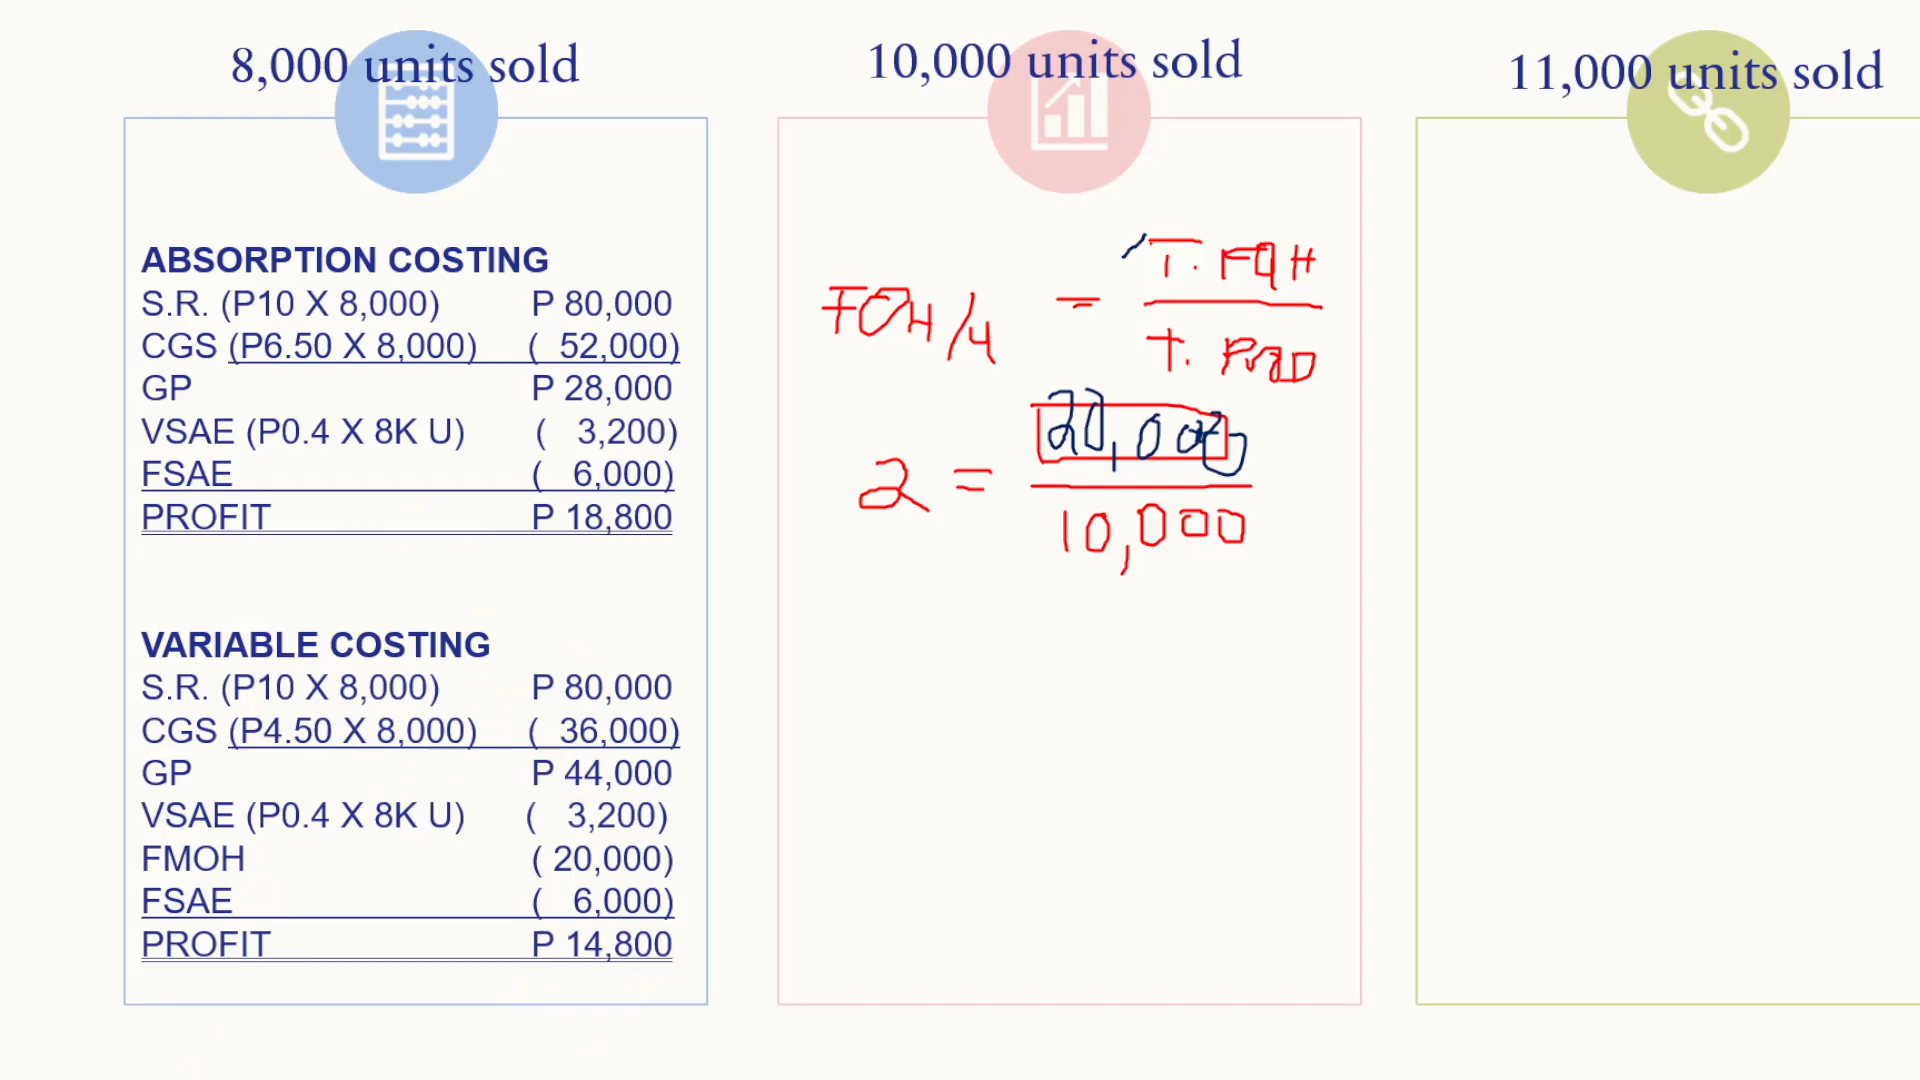 8,000 units sold
ABSORPTION COSTING
S.R. (P10 X 8,000) P 80,000
CGS (P6.50 X 8,000) ( 52,000)
GP P 28,000
VSAE (P0.4 X 8K U) ( 3,200)
FSAE ( 6,000)
PROFIT P 18,800
VARIABLE COSTING
S.R. (P10 X 8,000) P 80,000
CGS (P4.50 X 8,000) ( 36,000)
GP P 44,000
VSAE (P0.4 X 8K U) ( 3,200)
FMOH ( 20,000)
FSAE ( 6,000)
PROFIT P 14,800
10,000 units sold
T. FOH
FOH/U =
T. PROD
20,000
2 =
10,000
11,000 units sold